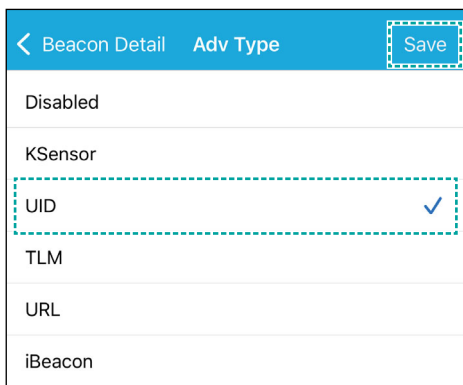 Beacon Detail Adv Type Save
Disabled
KSensor
UID
TLM
URL
iBeacon